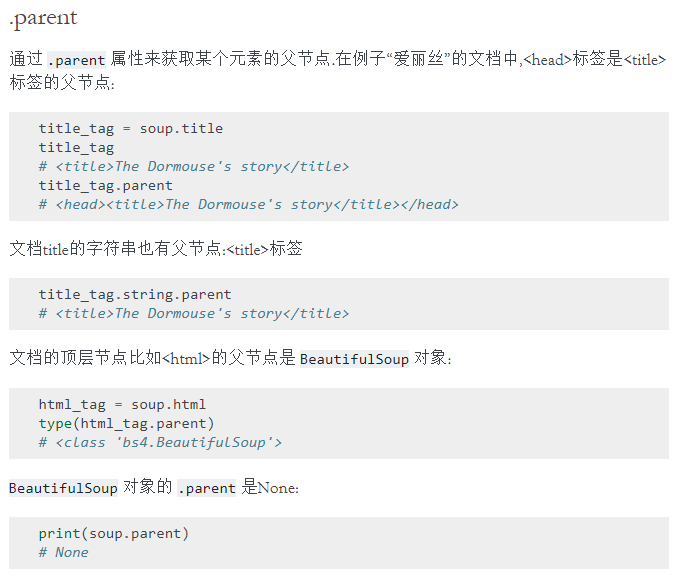 .parent
通过 .parent 属性来获取某个元素的父节点.在例子“爱丽丝”的文档中,<head>标签是<title>
标签的父节点:
title_tag = soup.title
title_tag
# <title>The Dormouse's story</title>
title_tag.parent
# <head><title>The Dormouse's story</title></head>
文档title的字符串也有父节点:<title>标签
title_tag.string.parent
# <title>The Dormouse's story</title>
文档的顶层节点比如<html>的父节点是 BeautifulSoup 对象:
html_tag = soup.html
type(html_tag.parent)
# <class 'bs4.BeautifulSoup'>
BeautifulSoup 对象的 .parent 是None:
print(soup.parent)
# None